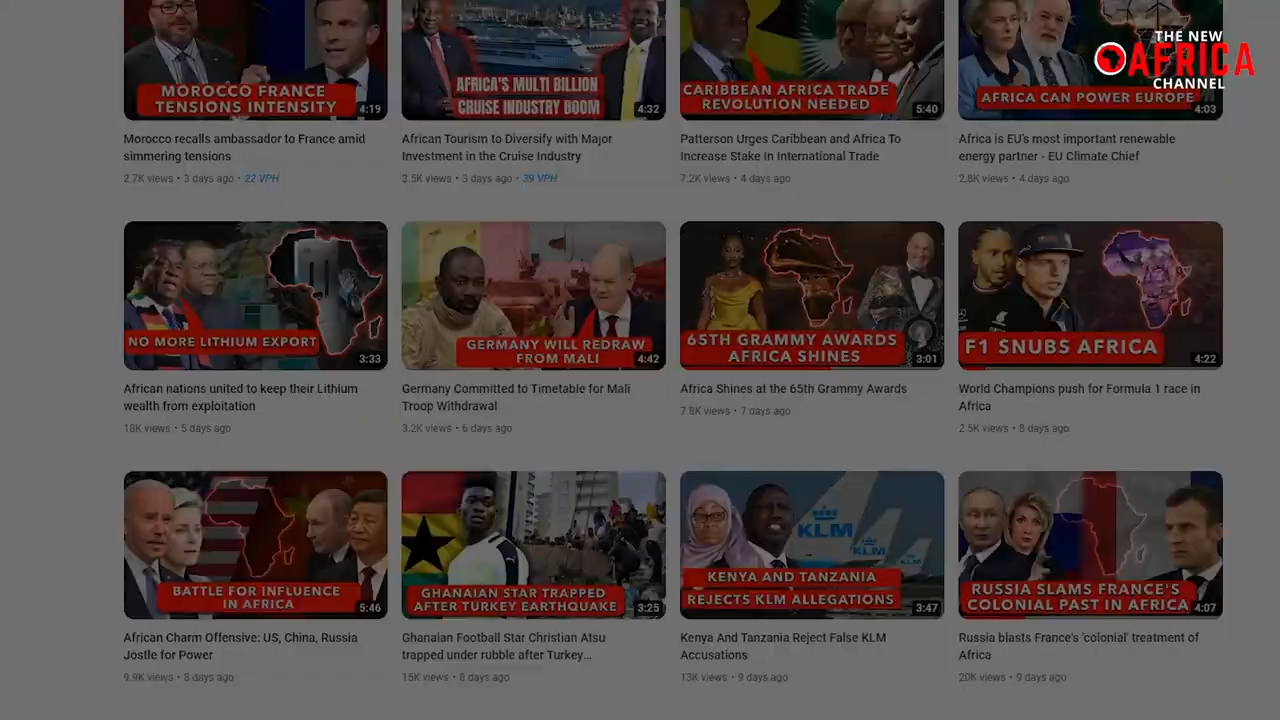 THE NEW
AFRICA
CHANNEL
MOROCCO FRANCE
TENSIONS INTENSITY
4:19
AFRICA'S MULTI BILLION
CRUISE INDUSTRY BOOM
4:32
CARIBBEAN AFRICA TRADE
REVOLUTION NEEDED
5:40
AFRICA CAN POWER EUROPE
4:03
Morocco recalls ambassador to France amid
simmering tensions
2.7K views • 3 days ago • 22 VPH
African Tourism to Diversify with Major
Investment in the Cruise Industry
3.5K views • 3 days ago • 39 VPH
Patterson Urges Caribbean and Africa To
Increase Stake In International Trade
7.2K views • 4 days ago
Africa is EU's most important renewable
energy partner - EU Climate Chief
2.8K views • 4 days ago
NO MORE LITHIUM EXPORT
3:33
GERMANY WILL REDRAW
FROM MALI
4:42
65TH GRAMMY AWARDS
AFRICA SHINES
3:01
F1 SNUBS AFRICA
4:22
African nations united to keep their Lithium
wealth from exploitation
18K views • 5 days ago
Germany Committed to Timetable for Mali
Troop Withdrawal
3.2K views • 6 days ago
Africa Shines at the 65th Grammy Awards
7.8K views • 7 days ago
World Champions push for Formula 1 race in
Africa
2.5K views • 8 days ago
BATTLE FOR INFLUENCE
IN AFRICA
5:46
GHANAIAN STAR TRAPPED
AFTER TURKEY EARTHQUAKE
3:25
KLM
KLM
KLM
KENYA AND TANZANIA
REJECTS KLM ALLEGATIONS
3:47
RUSSIA SLAMS FRANCE'S
COLONIAL PAST IN AFRICA
4:07
African Charm Offensive: US, China, Russia
Jostle for Power
9.9K views • 8 days ago
Ghanaian Football Star Christian Atsu
trapped under rubble after Turkey...
15K views • 8 days ago
Kenya And Tanzania Reject False KLM
Accusations
13K views • 9 days ago
Russia blasts France's 'colonial' treatment of
Africa
20K views • 9 days ago